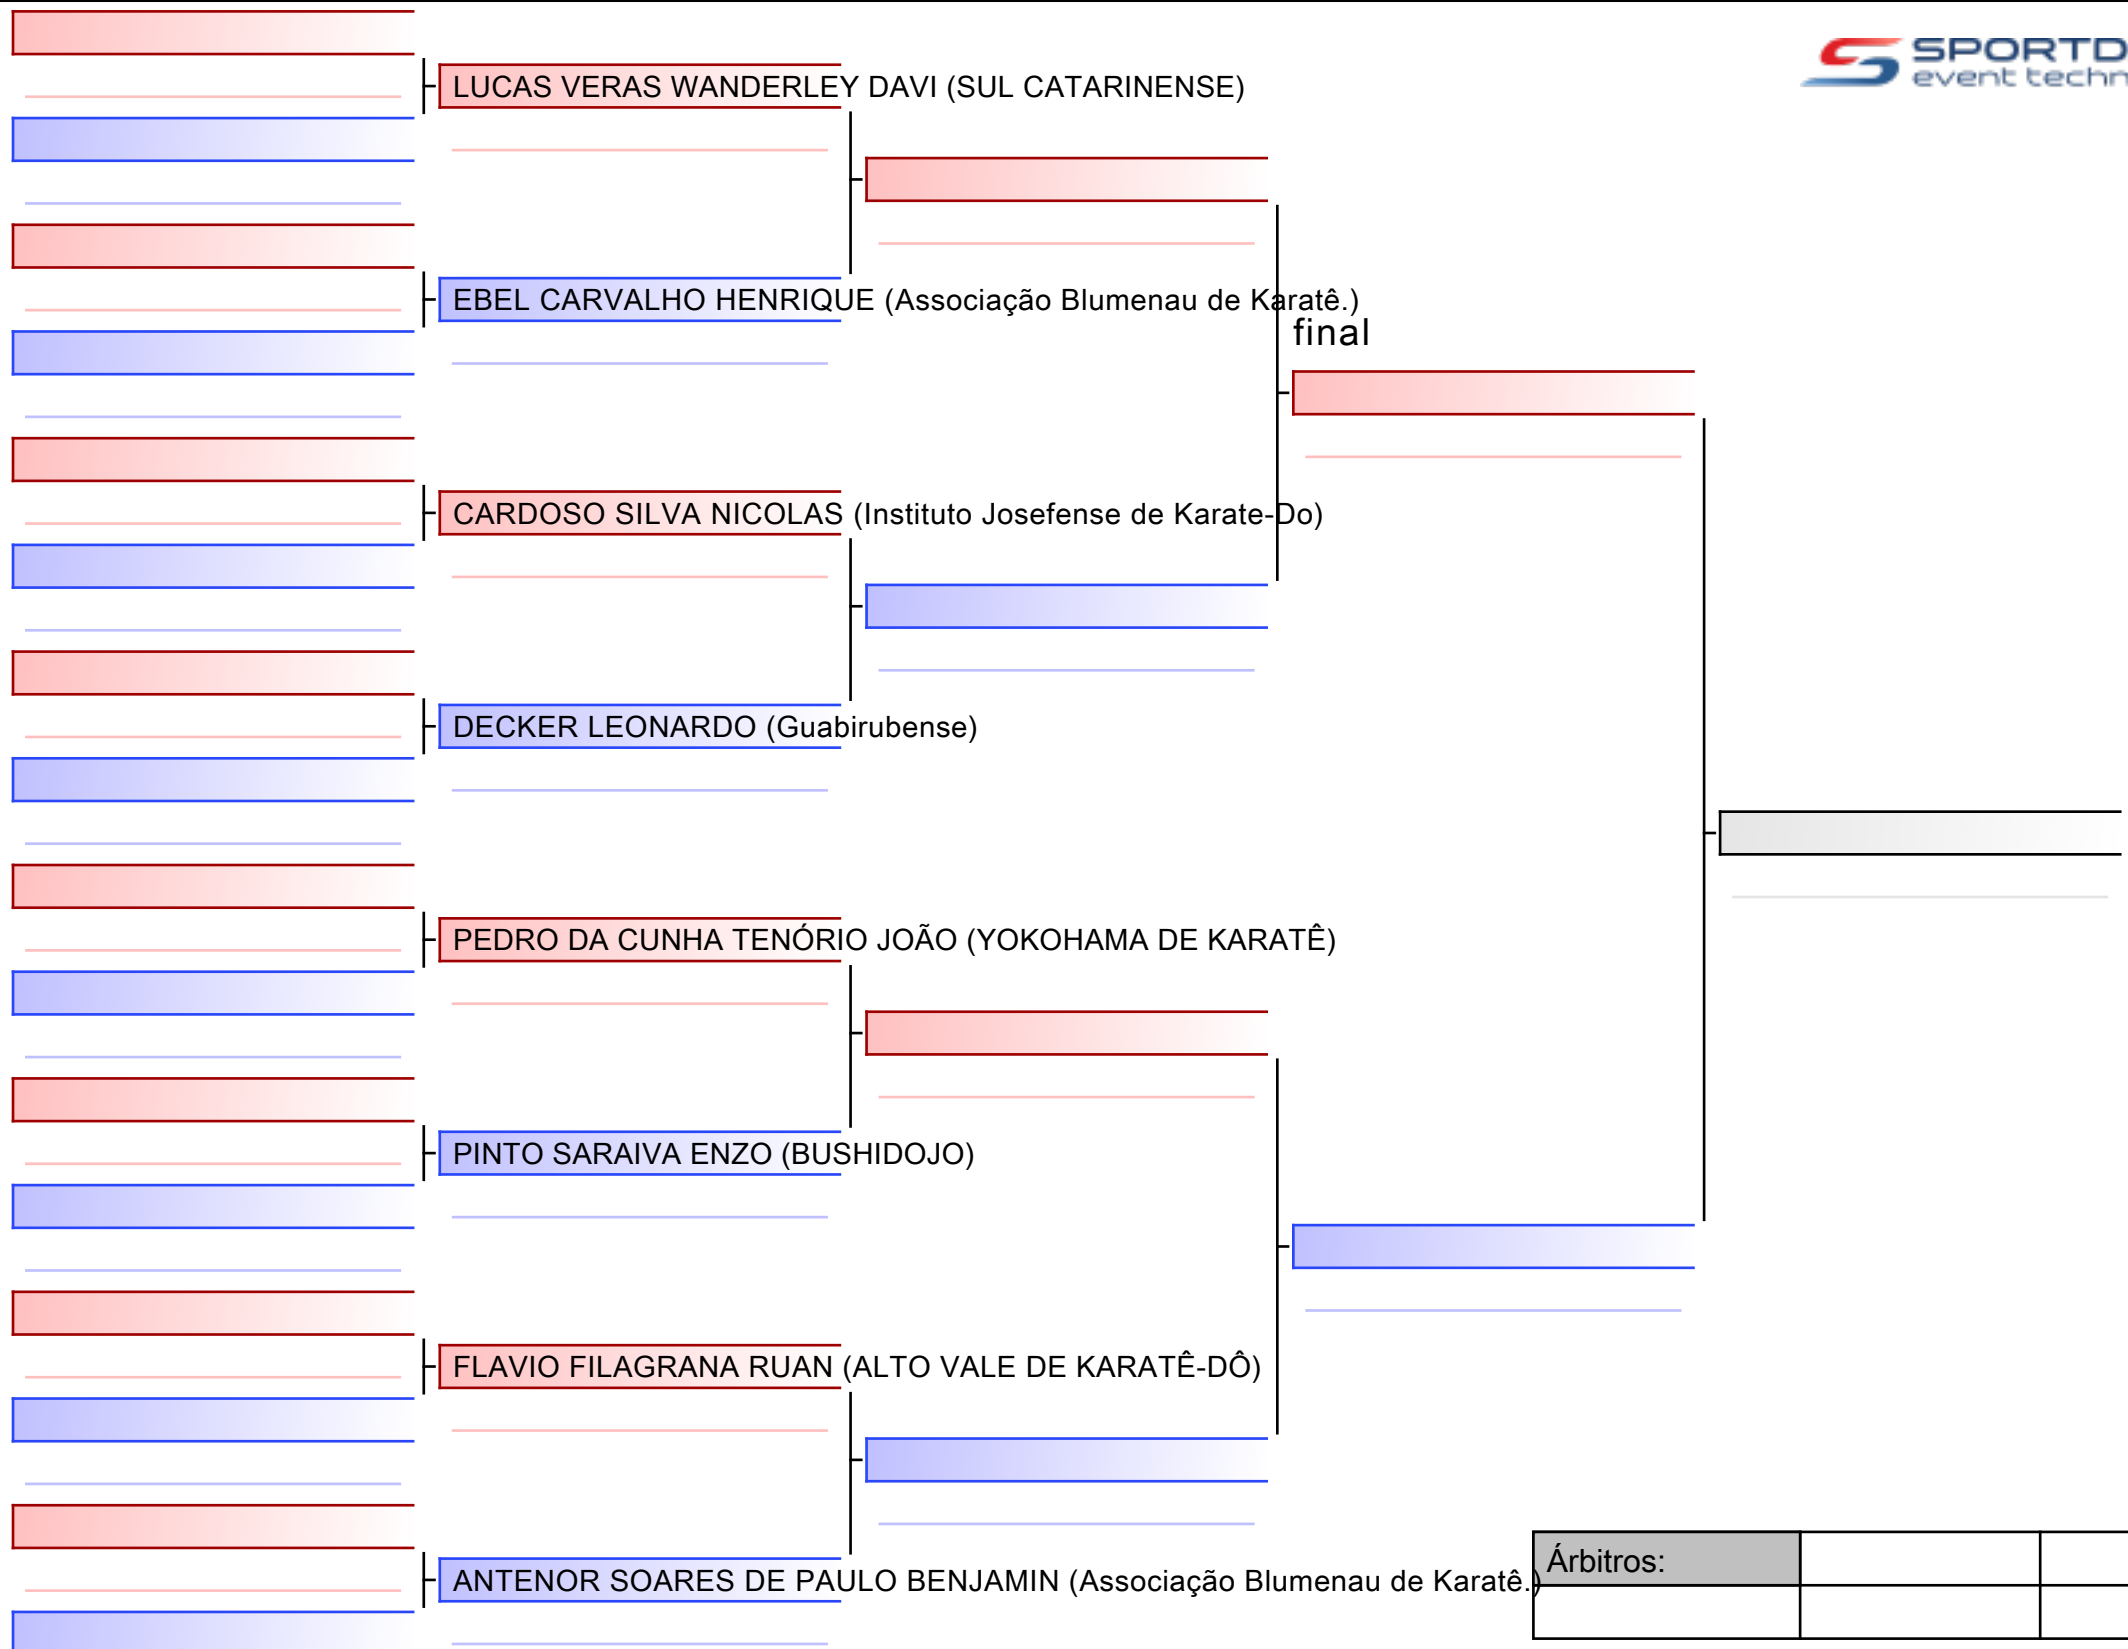 SPORTD
event techn
LUCAS VERAS WANDERLEY DAVI (SUL CATARINENSE)
EBEL CARVALHO HENRIQUE (Associação Blumenau de Karatê.)
final
CARDOSO SILVA NICOLAS (Instituto Josefense de Karate-Do)
DECKER LEONARDO (Guabirubense)
PEDRO DA CUNHA TENÓRIO JOÃO (YOKOHAMA DE KARATÊ)
PINTO SARAIVA ENZO (BUSHIDOJO)
FLAVIO FILAGRANA RUAN (ALTO VALE DE KARATÊ-DÔ)
ANTENOR SOARES DE PAULO BENJAMIN (Associação Blumenau de Karatê.)
Árbitros: